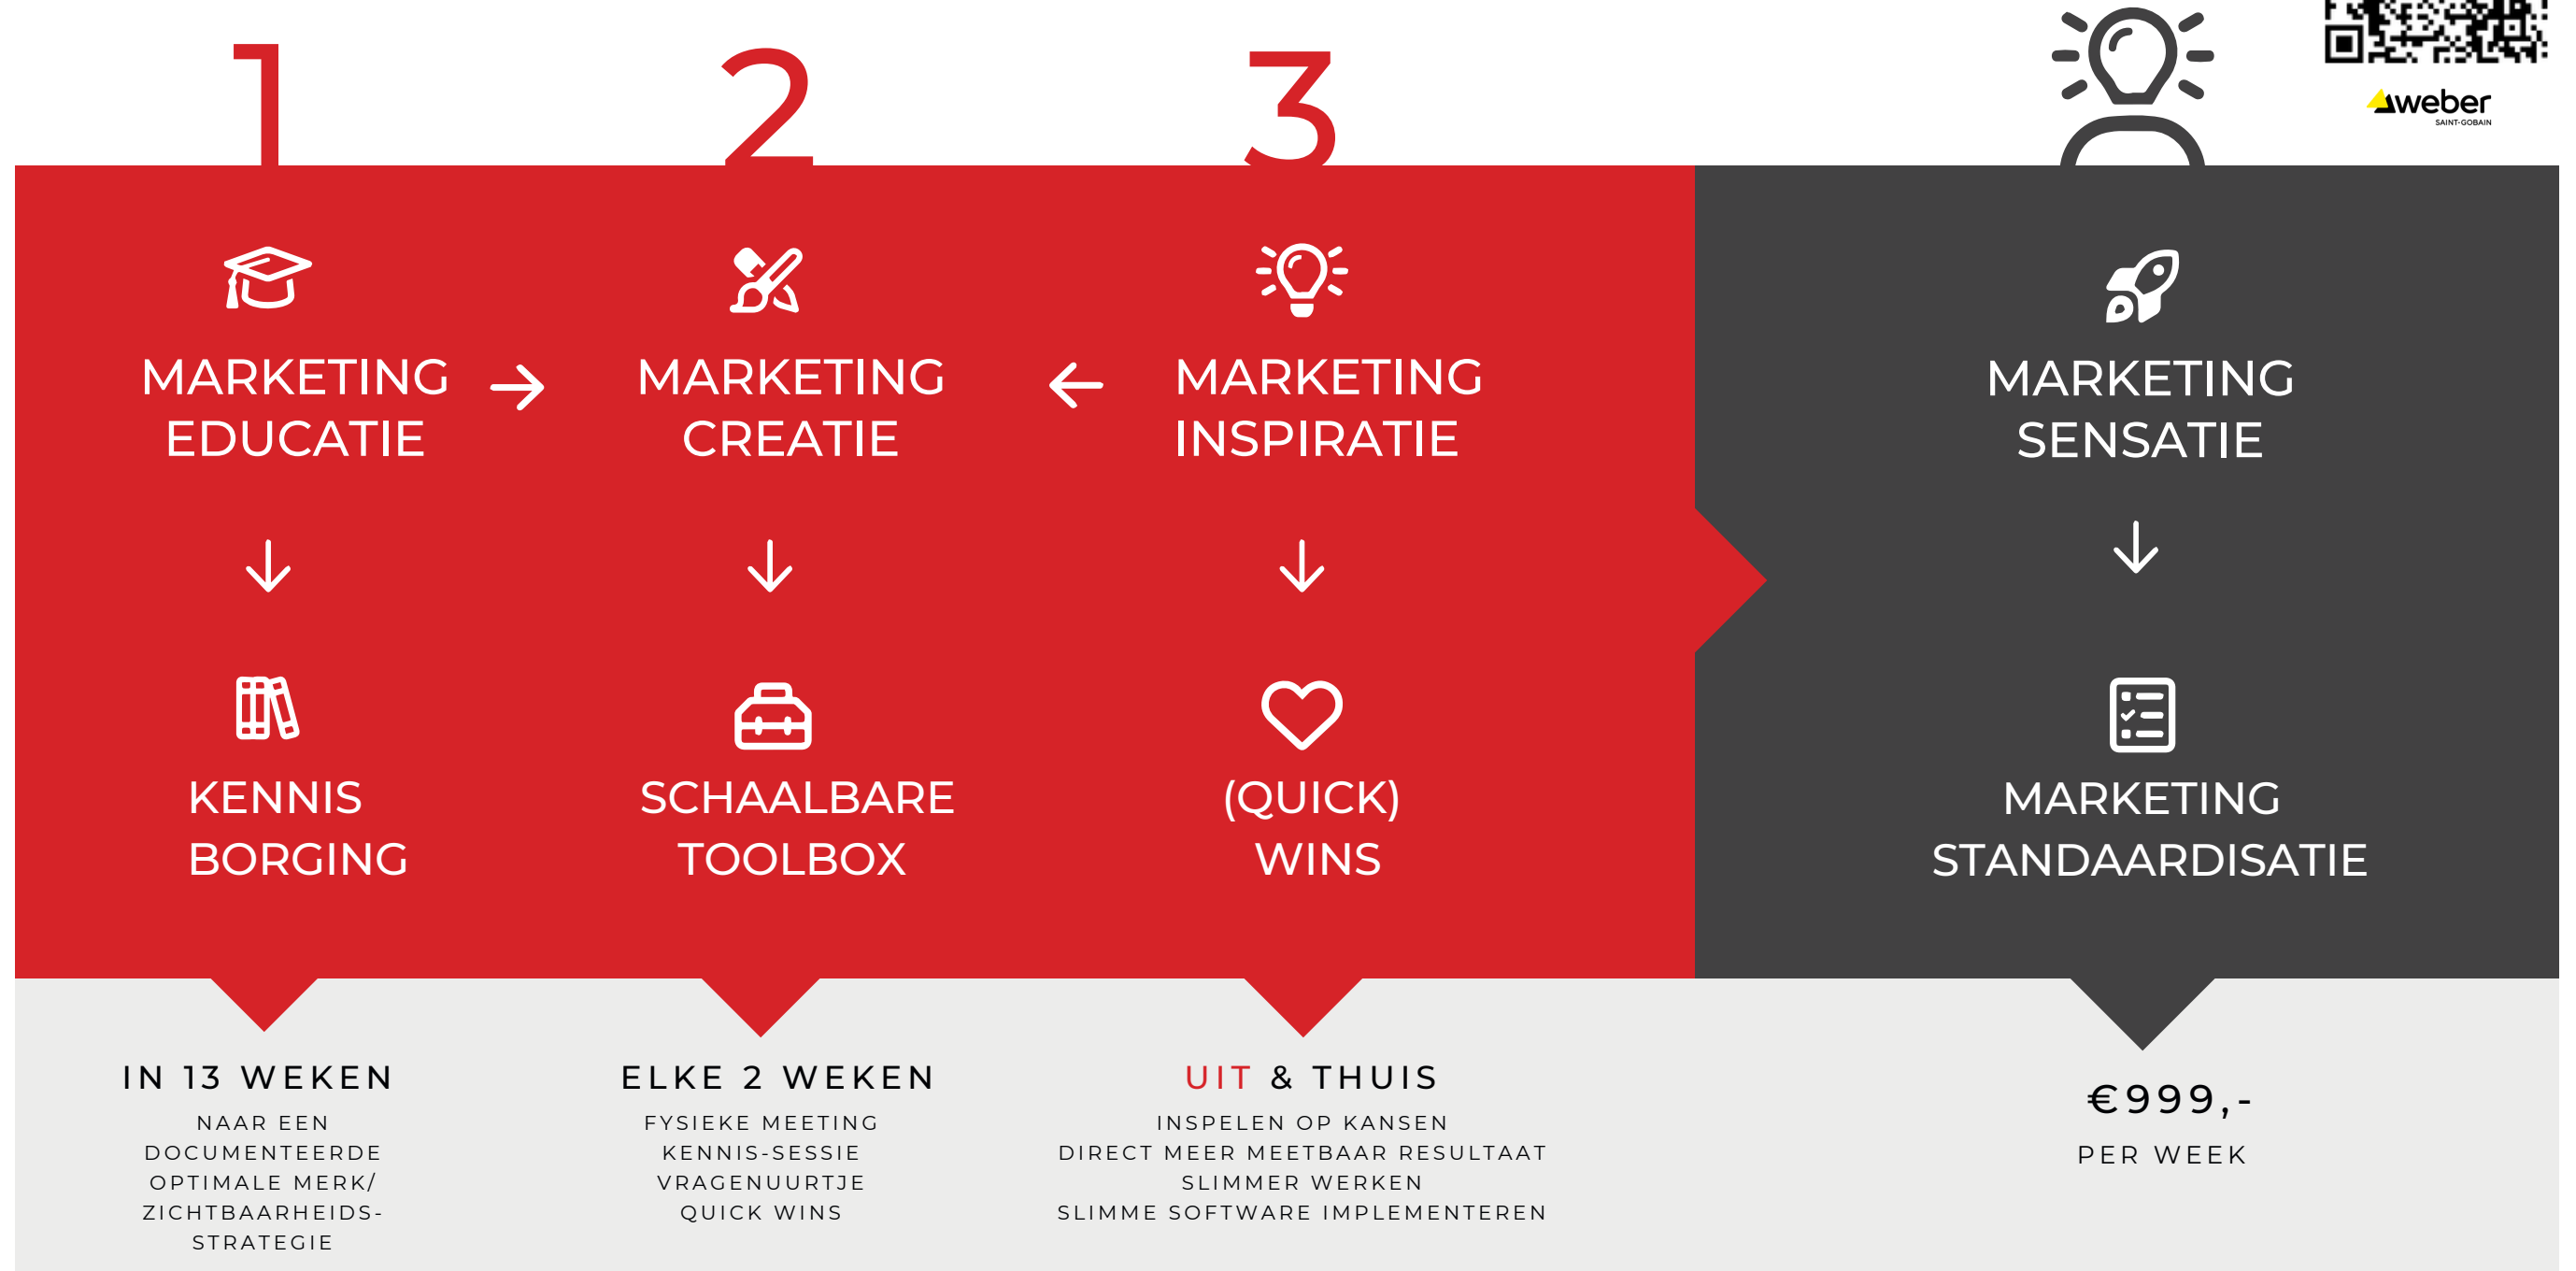 1
2
3
weber
SAINT-GOBAIN
MARKETING
EDUCATIE
MARKETING
CREATIE
MARKETING
INSPIRATIE
MARKETING
SENSATIE
KENNIS
BORGING
SCHAALBARE
TOOLBOX
(QUICK)
WINS
MARKETING
STANDAARDISATIE
IN 13 WEKEN
NAAR EEN
DOCUMENTEERDE
OPTIMALE MERK/
ZICHTBAARHEIDS-
STRATEGIE
ELKE 2 WEKEN
FYSIEKE MEETING
KENNIS-SESSIE
VRAGENUURTJE
QUICK WINS
UIT & THUIS
INSPELEN OP KANSEN
DIRECT MEER MEETBAAR RESULTAAT
SLIMMER WERKEN
SLIMME SOFTWARE IMPLEMENTEREN
€999,-
PER WEEK